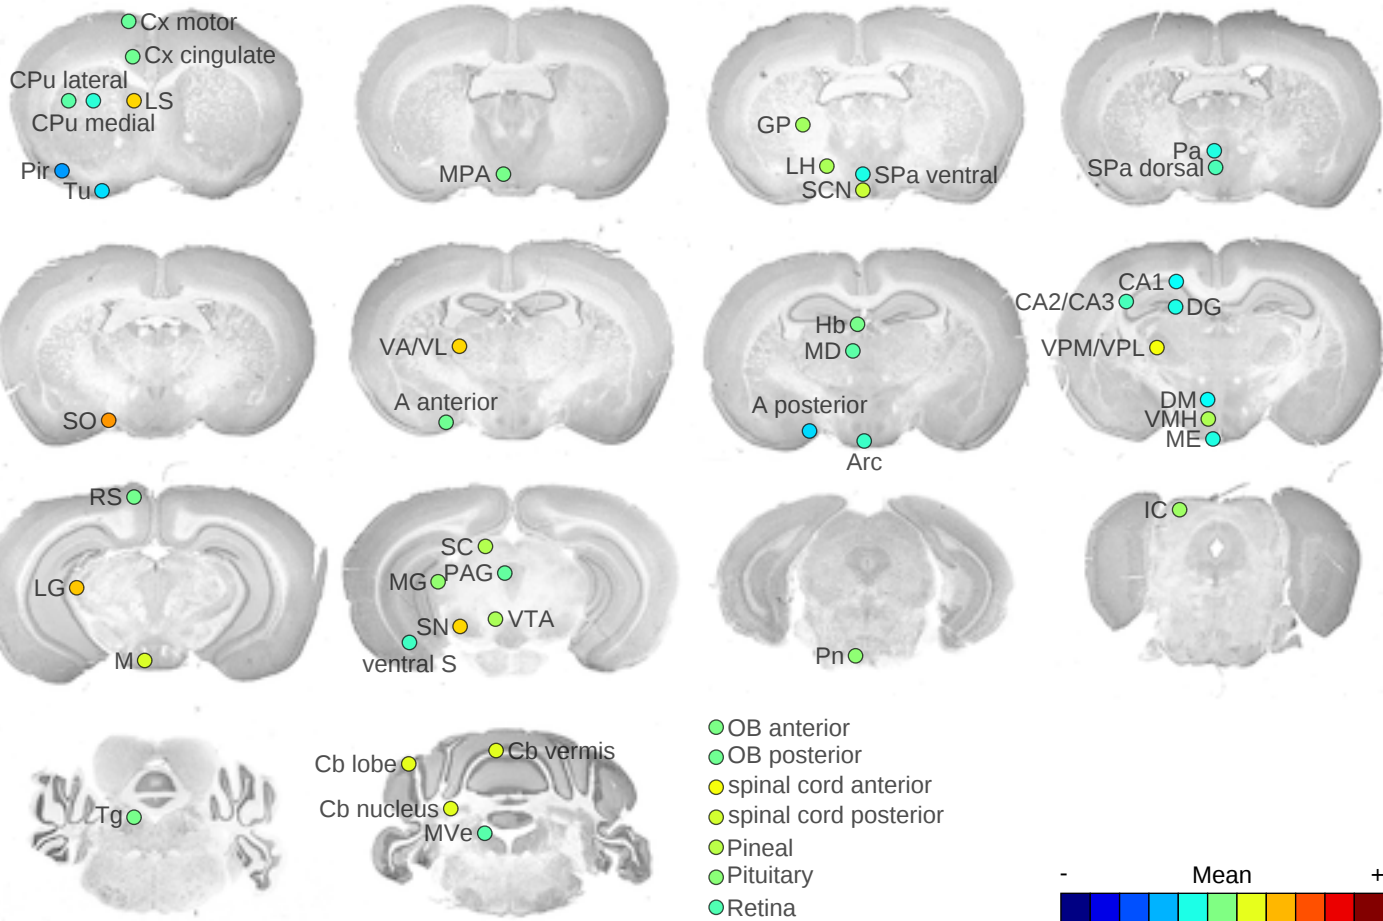 Cx motor
Cx cingulate
CPu lateral
LS
CPu medial
Pir
Tu
MPA
GP
LH
SPa ventral
SCN
Pa
SPa dorsal
SO
VA/VL
A anterior
Hb
MD
A posterior
Arc
CA1
CA2/CA3
DG
VPM/VPL
DM
VMH
ME
RS
LG
M
SC
PAG
MG
VTA
SN
ventral S
Pn
IC
Tg
Cb vermis
Cb lobe
Cb nucleus
MVe
OB anterior
OB posterior
spinal cord anterior
spinal cord posterior
Pineal
Pituitary
Retina
- Mean +